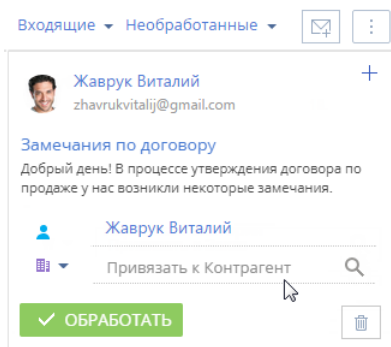 Входящие Необработанные
Жаврук Виталий
zhavrukvitalij@gmail.com
Замечания по договору
Добрый день! В процессе утверждения договора по
продаже у нас возникли некоторые замечания.
Жаврук Виталий
Привязать к Контрагент
ОБРАБОТАТЬ